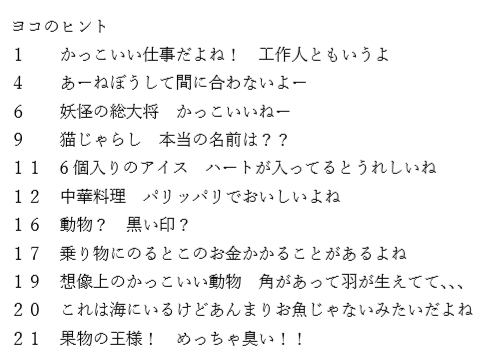 ヨコのヒント
1 かっこいい仕事だよね！ 工作人ともいうよ
4 あーねぼうして間に合わないよー
6 妖怪の総大将 かっこいいねー
9 猫じゃらし 本当の名前は？？
11 6個入りのアイス ハートが入ってるとうれしいね
12 中華料理 パリッパリでおいしいよね
16 動物？ 黒い印？
17 乗り物にのるとこのお金かかることがあるよね
19 想像上のかっこいい動物 角があって羽が生えてて、、、
20 これは海にいるけどあんまりお魚じゃないみたいだよね
21 果物の王様！ めっちゃ臭い！！